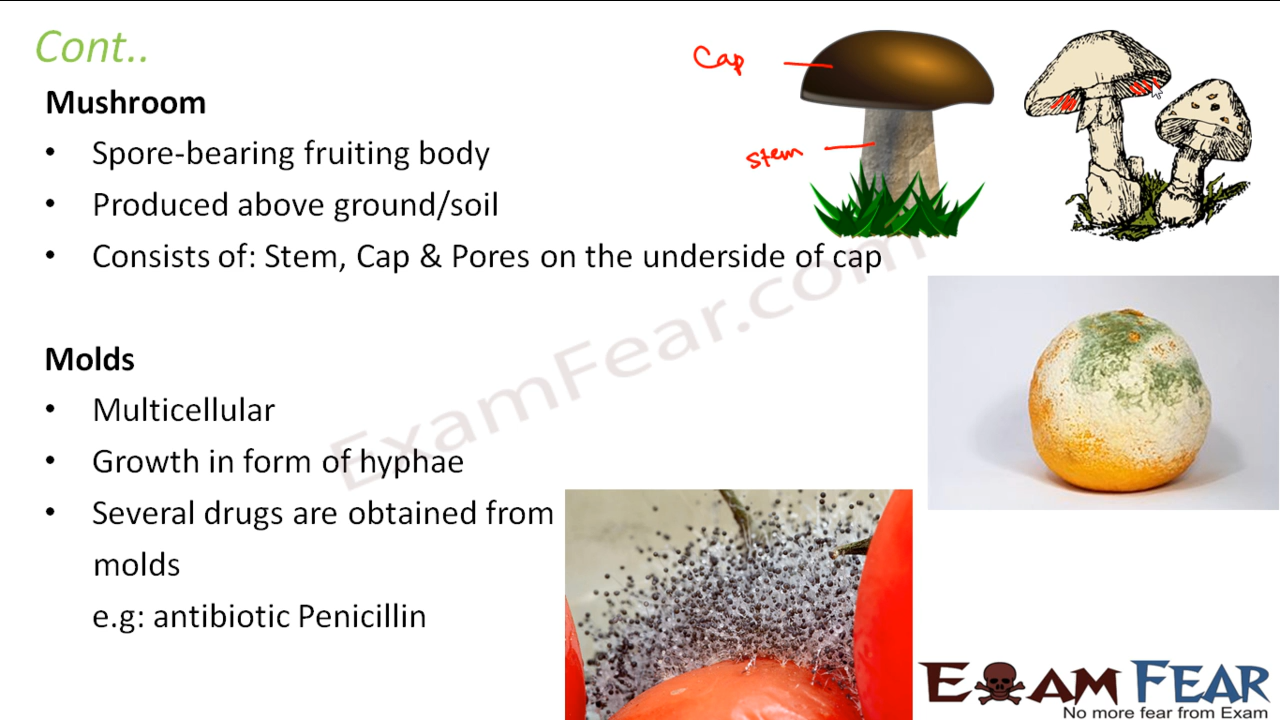 Cont..
Mushroom
• Spore-bearing fruiting body
• Produced above ground/soil
• Consists of: Stem, Cap & Pores on the underside of cap
Cap
Stem
Molds
• Multicellular
• Growth in form of hyphae
• Several drugs are obtained from
molds
e.g: antibiotic Penicillin
ExamFear.com
EXAM FEAR
No more fear from Exam